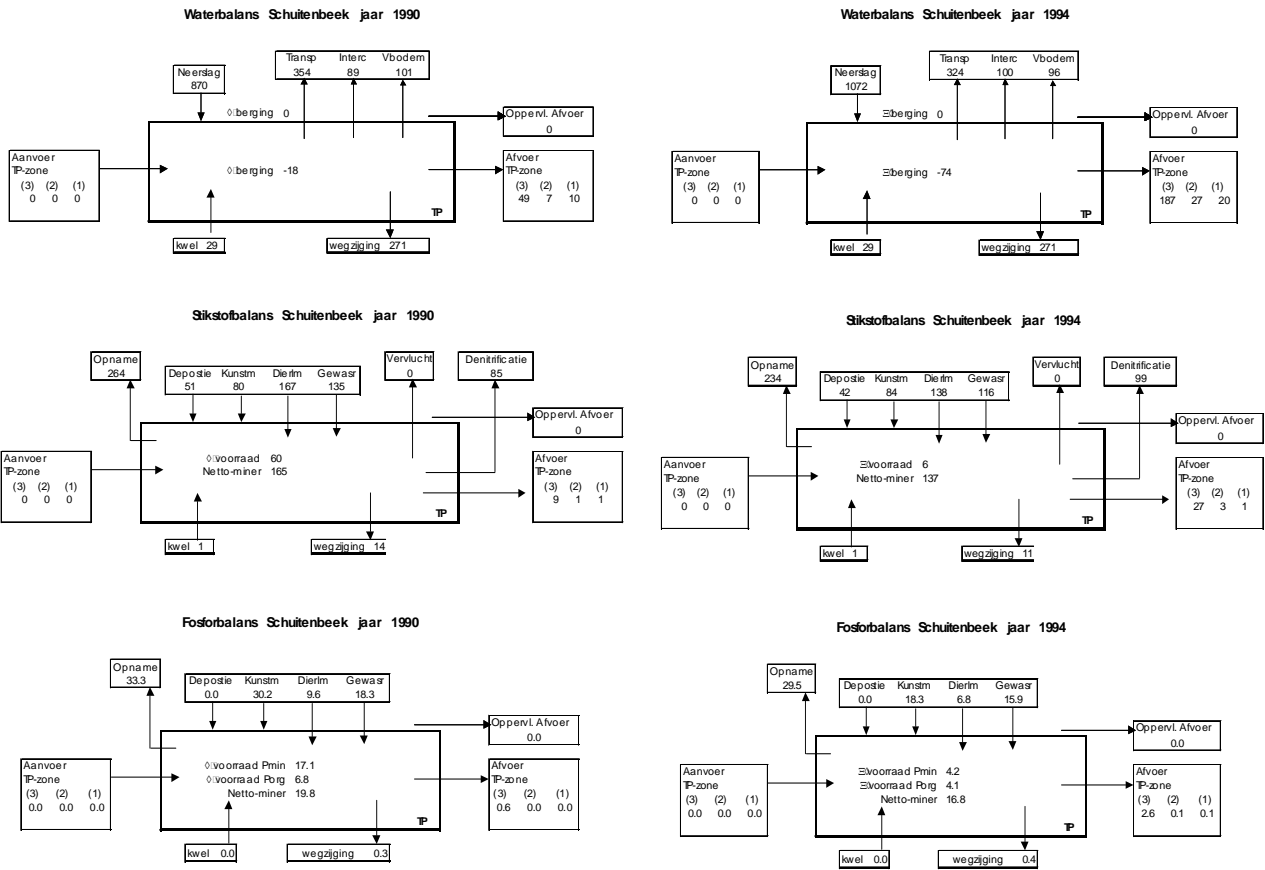 Waterbalans Schuitenbeek jaar 1990
Transp Interc Vbodem
354 89 101
Neerslag
870
berging 0
Oppervl. Afvoer
0
Aanvoer
TP-zone
(3) (2) (1)
0 0 0
berging -18
Afvoer
TP-zone
(3) (2) (1)
49 7 10
TP
kwel 29
wegzijging 271
Waterbalans Schuitenbeek jaar 1994
Transp Interc Vbodem
324 100 96
Neerslag
1072
berging 0
Oppervl. Afvoer
0
Aanvoer
TP-zone
(3) (2) (1)
0 0 0
berging -74
Afvoer
TP-zone
(3) (2) (1)
187 27 20
TP
kwel 29
wegzijging 271
Stikstofbalans Schuitenbeek jaar 1990
Opname
264
Depostie Kunstm Dierlm Gewasr
51 80 167 135
Vervlucht
0
Denitrificatie
85
Oppervl. Afvoer
0
Aanvoer
TP-zone
(3) (2) (1)
0 0 0
voorraad 60
Netto-miner 165
Afvoer
TP-zone
(3) (2) (1)
9 1 1
TP
kwel 1
wegzijging 14
Stikstofbalans Schuitenbeek jaar 1994
Opname
234
Depostie Kunstm Dierlm Gewasr
42 84 138 116
Vervlucht
0
Denitrificatie
99
Oppervl. Afvoer
0
Aanvoer
TP-zone
(3) (2) (1)
0 0 0
voorraad 6
Netto-miner 137
Afvoer
TP-zone
(3) (2) (1)
27 3 1
TP
kwel 1
wegzijging 11
Fosforbalans Schuitenbeek jaar 1990
Opname
33.3
Depostie Kunstm Dierlm Gewasr
0.0 30.2 9.6 18.3
Oppervl. Afvoer
0.0
Aanvoer
TP-zone
(3) (2) (1)
0.0 0.0 0.0
voorraad Pmin 17.1
voorraad Porg 6.8
Netto-miner 19.8
Afvoer
TP-zone
(3) (2) (1)
0.6 0.0 0.0
TP
kwel 0.0
wegzijging 0.3
Fosforbalans Schuitenbeek jaar 1994
Opname
29.5
Depostie Kunstm Dierlm Gewasr
0.0 18.3 6.8 15.9
Oppervl. Afvoer
0.0
Aanvoer
TP-zone
(3) (2) (1)
0.0 0.0 0.0
voorraad Pmin 4.2
voorraad Porg 4.1
Netto-miner 16.8
Afvoer
TP-zone
(3) (2) (1)
2.6 0.1 0.1
TP
kwel 0.0
wegzijging 0.4